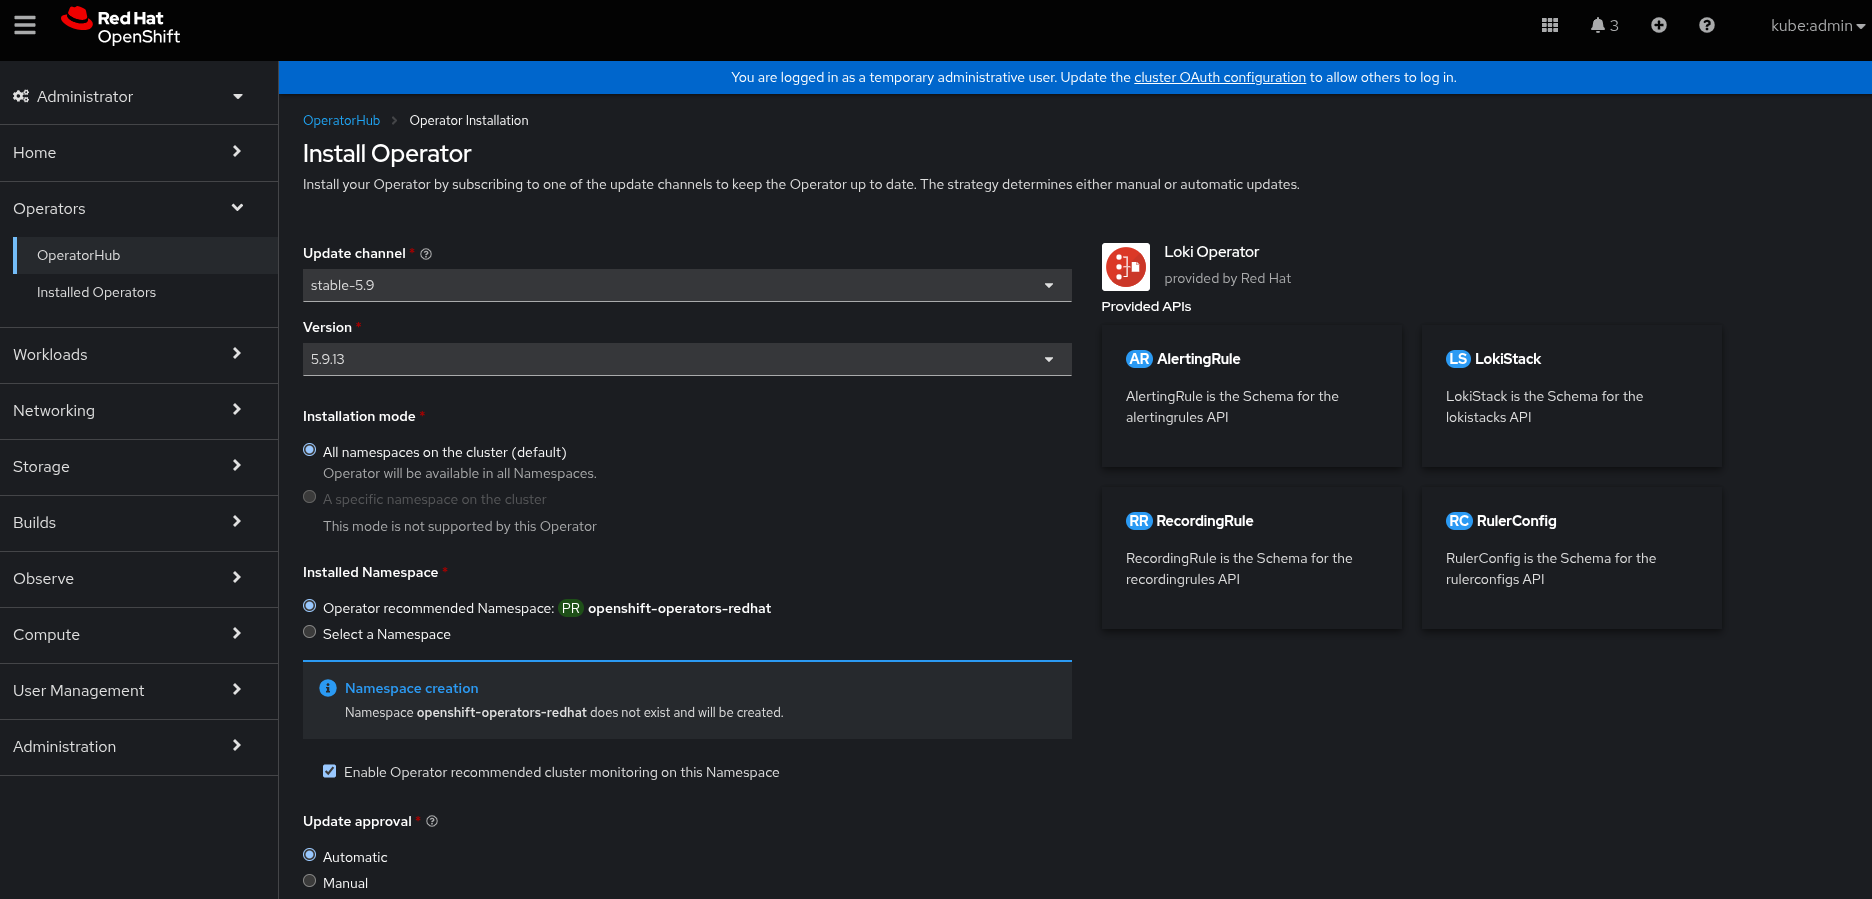 Red Hat
OpenShift
3
kube:admin
Administrator
Home
Operators
OperatorHub
Installed Operators
Workloads
Networking
Storage
Builds
Observe
Compute
User Management
Administration
You are logged in as a temporary administrative user. Update the cluster OAuth configuration to allow others to log in.
OperatorHub > Operator Installation
Install Operator
Install your Operator by subscribing to one of the update channels to keep the Operator up to date. The strategy determines either manual or automatic updates.
Update channel *
stable-5.9
Version *
5.9.13
Installation mode *
All namespaces on the cluster (default)
Operator will be available in all Namespaces.
A specific namespace on the cluster
This mode is not supported by this Operator
Installed Namespace *
Operator recommended Namespace: PR openshift-operators-redhat
Select a Namespace
Namespace creation
Namespace openshift-operators-redhat does not exist and will be created.
Enable Operator recommended cluster monitoring on this Namespace
Update approval *
Automatic
Manual
Loki Operator
provided by Red Hat
Provided APIs
AR AlertingRule
AlertingRule is the Schema for the
alertingrules API
LS LokiStack
LokiStack is the Schema for the
lokistacks API
RR RecordingRule
RecordingRule is the Schema for the
recordingrules API
RC RulerConfig
RulerConfig is the Schema for the
rulerconfigs API